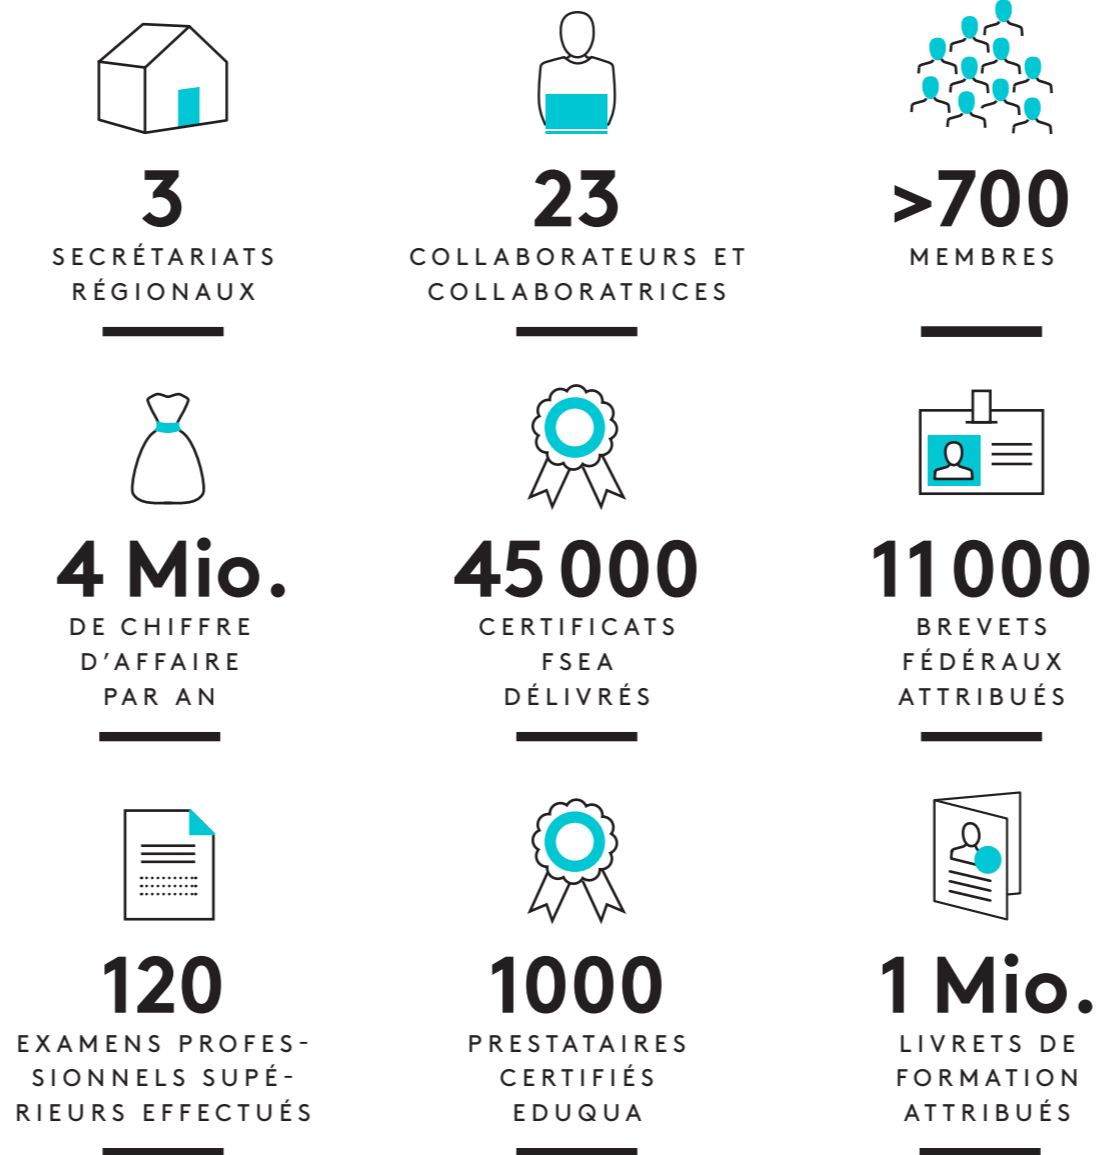 3
SECRÉTARIATS
RÉGIONAUX
23
COLLABORATEURS ET
COLLABORATRICES
>700
MEMBRES
4 Mio.
DE CHIFFRE
D’AFFAIRE
PAR AN
45 000
CERTIFICATS
FSEA
DÉLIVRÉS
11 000
BREVETS
FÉDÉRAUX
ATTRIBUÉS
120
EXAMENS PROFES-
SIONNELS SUPÉ-
RIEURS EFFECTUÉS
1000
PRESTATAIRES
CERTIFIÉS
EDUQUA
1 Mio.
LIVRETS DE
FORMATION
ATTRIBUÉS